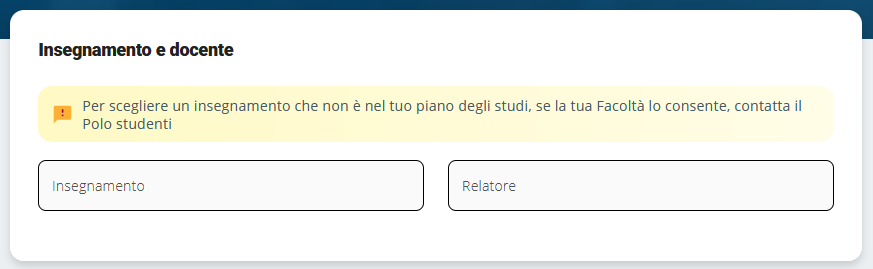 Insegnamento e docente
Per scegliere un insegnamento che non è nel tuo piano degli studi, se la tua Facoltà lo consente, contatta il
Polo studenti
Insegnamento
Relatore